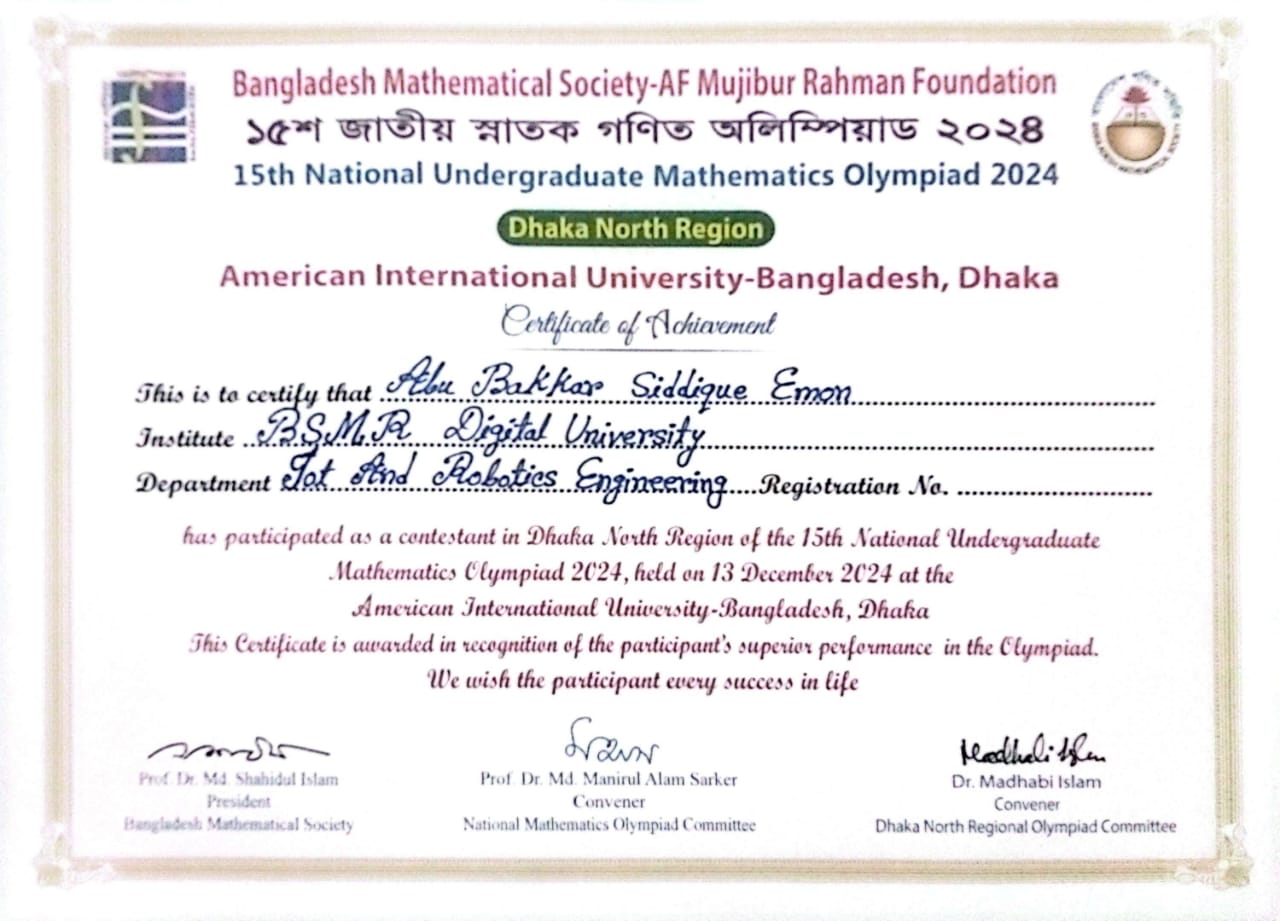 Bangladesh Mathematical Society-AF Mujibur Rahman Foundation
১৫শ জাতীয় স্নাতক গণিত অলিম্পিয়াড ২০২৪
15th National Undergraduate Mathematics Olympiad 2024
Dhaka North Region
American International University-Bangladesh, Dhaka
Certificate of Achievement
This is to certify that Abu Bakkar Siddique Emon
Institute B.S.M.R Digital University
Department Iot And Robotics Engineering Registration No.
has participated as a contestant in Dhaka North Region of the 15th National Undergraduate
Mathematics Olympiad 2024, held on 13 December 2024 at the
American International University-Bangladesh, Dhaka
This Certificate is awarded in recognition of the participant's superior performance in the Olympiad.
We wish the participant every success in life
Madhabi Islam
Prof. Dr. Md. Shahidul Islam Prof. Dr. Md. Manirul Alam Sarker Dr. Madhabi Islam
President Convener Convener
Bangladesh Mathematical Society National Mathematics Olympiad Committee Dhaka North Regional Olympiad Committee